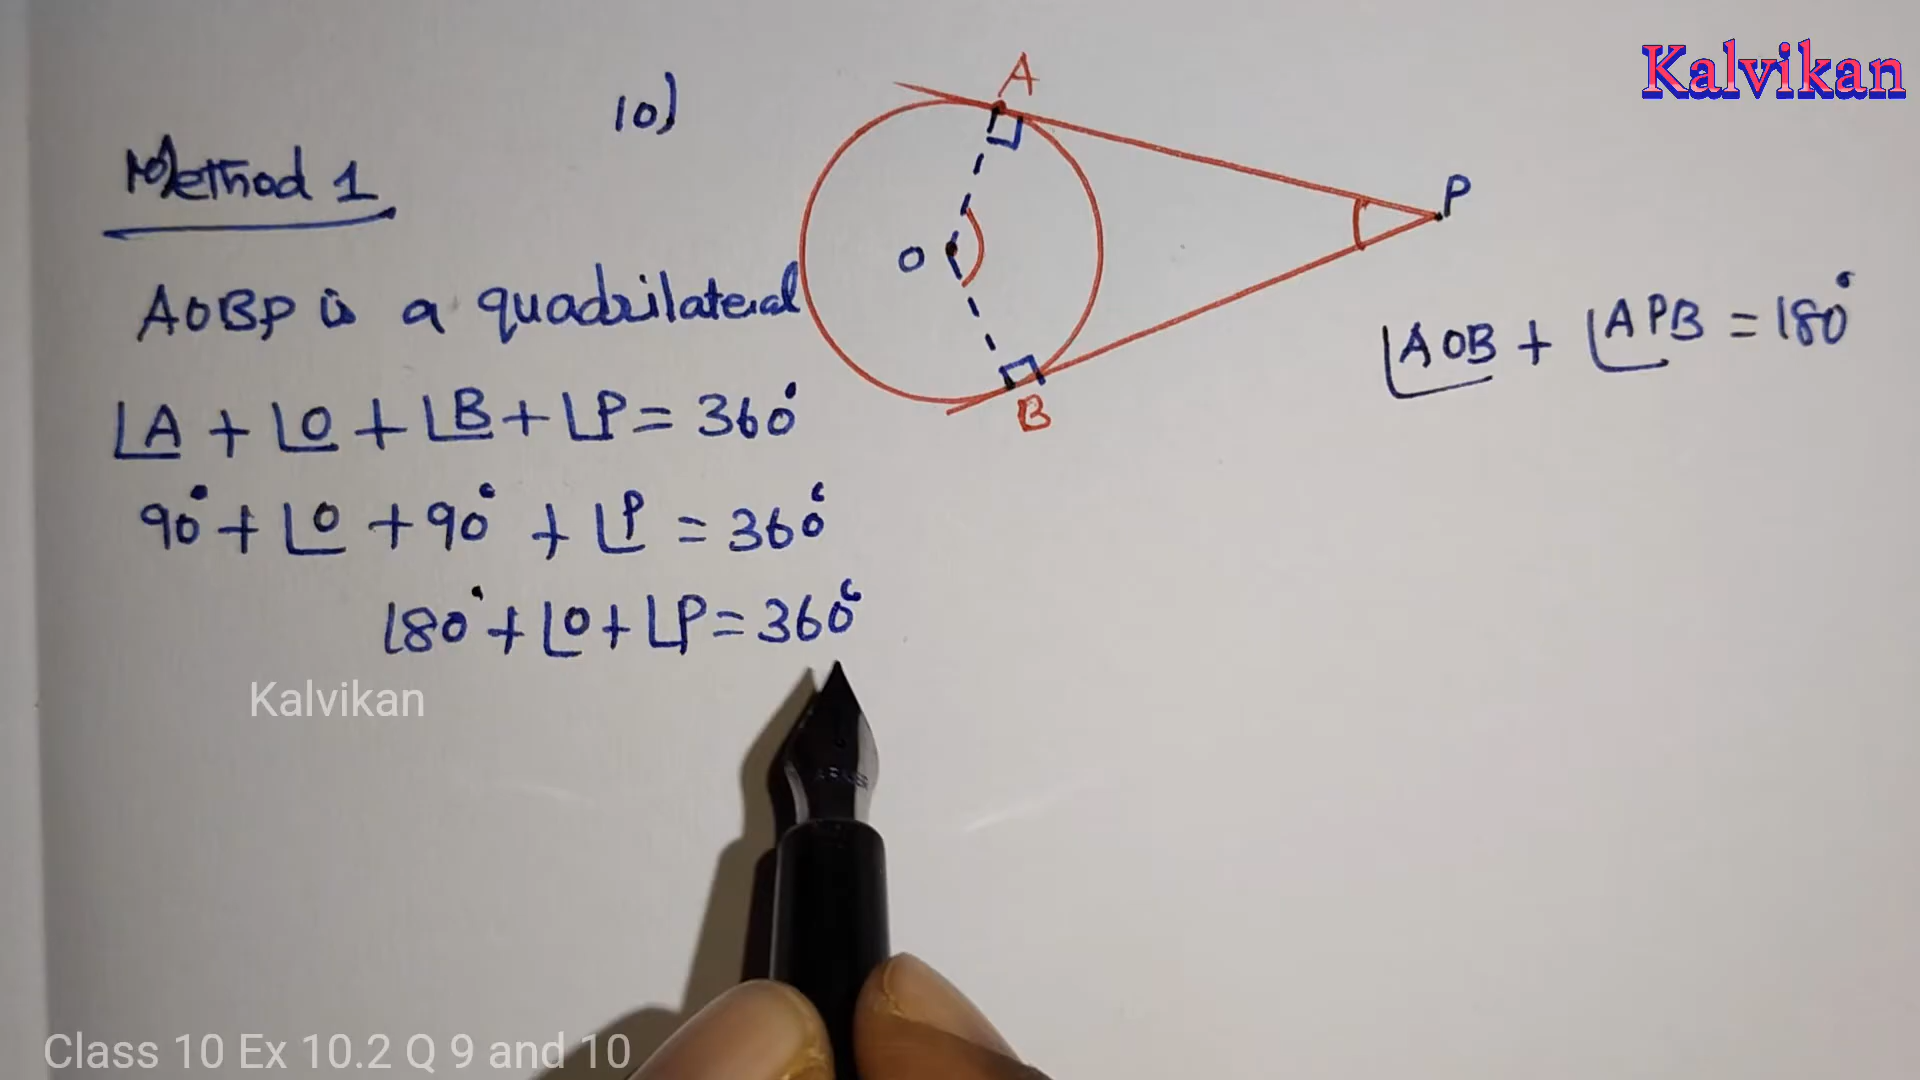 Kalvikan
10)
A
P
O
B
Method 1
AOBP is a quadrilateral
∠AOB + ∠APB = 180°
∠A + ∠O + ∠B + ∠P = 360°
90° + ∠O + 90° + ∠P = 360°
180° + ∠O + ∠P = 360°
Kalvikan
Class 10 Ex 10.2 Q 9 and 10